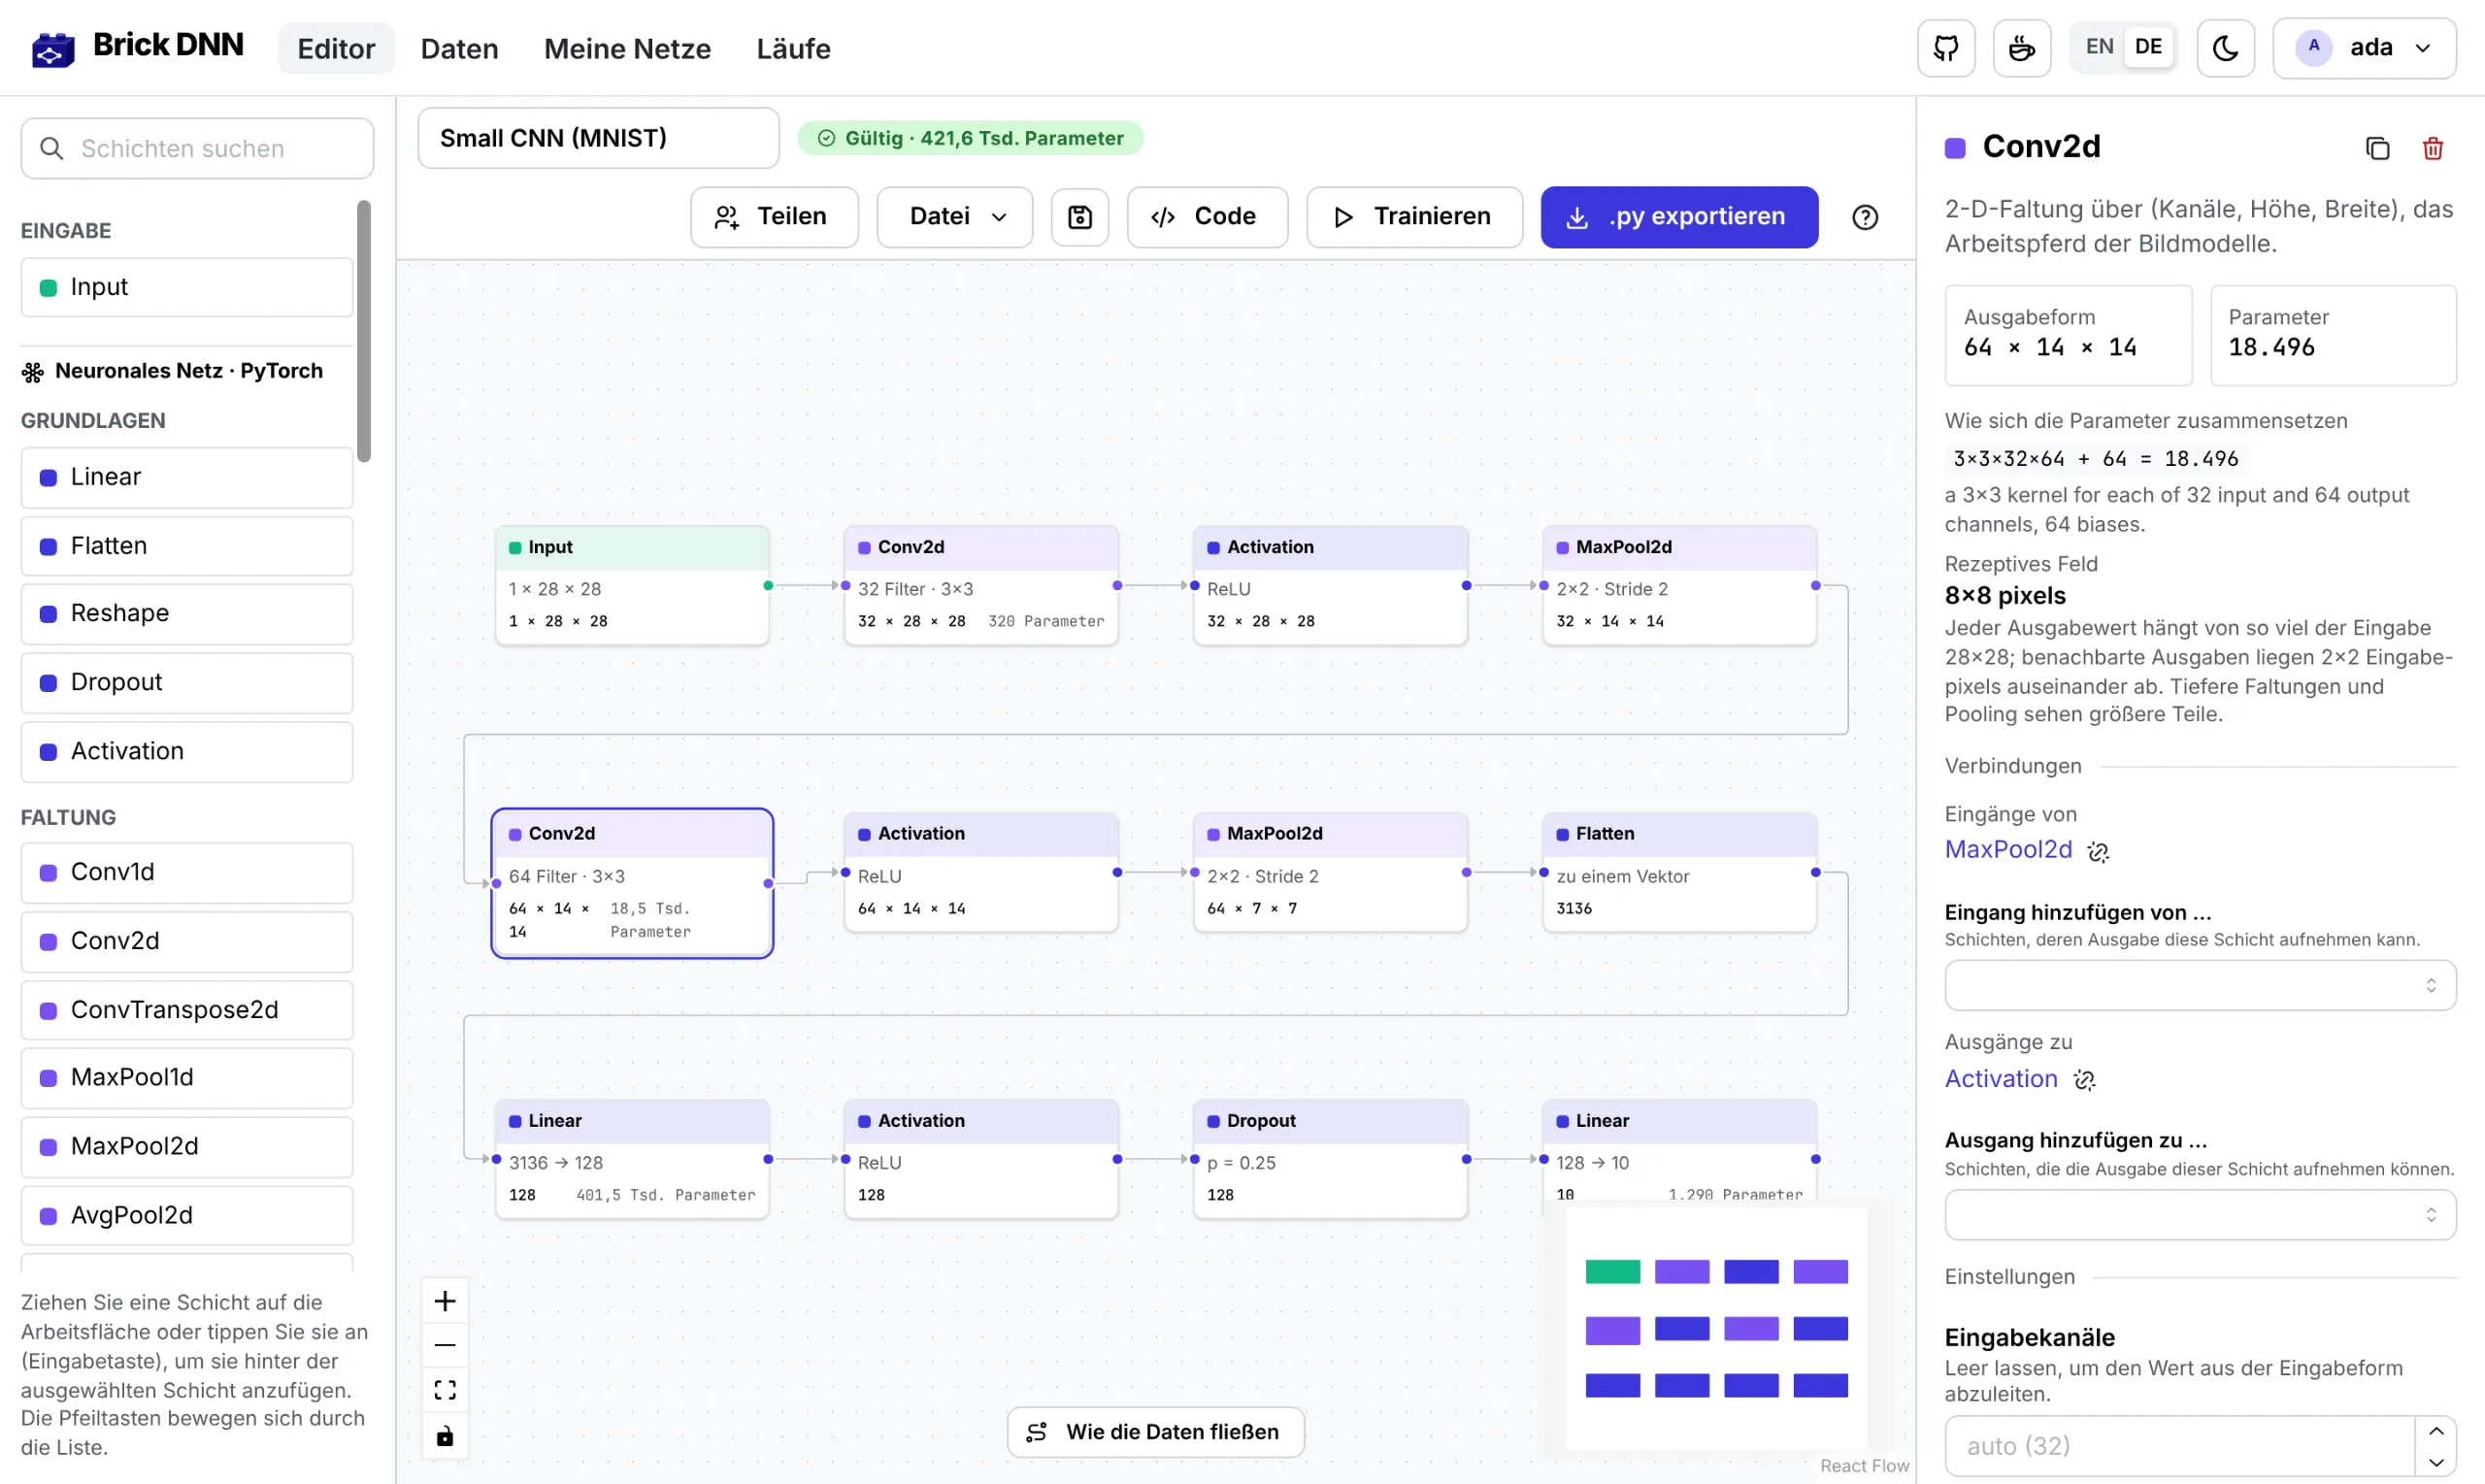 Brick DNN
Editor
Daten
Meine Netze
Läufe
EN
DE
A
ada
Schichten suchen
EINGABE
Input
Neuronales Netz · PyTorch
GRUNDLAGEN
Linear
Flatten
Reshape
Dropout
Activation
FALTUNG
Conv1d
Conv2d
ConvTranspose2d
MaxPool1d
MaxPool2d
AvgPool2d
Ziehen Sie eine Schicht auf die
Arbeitsfläche oder tippen Sie sie an
(Eingabetaste), um sie hinter der
ausgewählten Schicht anzufügen.
Die Pfeiltasten bewegen sich durch
die Liste.
Small CNN (MNIST)
Gültig · 421,6 Tsd. Parameter
Teilen
Datei
Code
Trainieren
.py exportieren
Input
1 × 28 × 28
1 × 28 × 28
Conv2d
32 Filter · 3×3
32 × 28 × 28 320 Parameter
Activation
ReLU
32 × 28 × 28
MaxPool2d
2×2 · Stride 2
32 × 14 × 14
Conv2d
64 Filter · 3×3
64 × 14 × 18,5 Tsd.
14 Parameter
Activation
ReLU
64 × 14 × 14
MaxPool2d
2×2 · Stride 2
64 × 7 × 7
Flatten
zu einem Vektor
3136
Linear
3136 → 128
128 401,5 Tsd. Parameter
Activation
ReLU
128
Dropout
p = 0.25
128
Linear
128 → 10
10 1.290 Parameter
Wie die Daten fließen
React Flow
Conv2d
2-D-Faltung über (Kanäle, Höhe, Breite), das
Arbeitspferd der Bildmodelle.
Ausgabeform
64 × 14 × 14
Parameter
18.496
Wie sich die Parameter zusammensetzen
3×3×32×64 + 64 = 18.496
a 3×3 kernel for each of 32 input and 64 output
channels, 64 biases.
Rezeptives Feld
8×8 pixels
Jeder Ausgabewert hängt von so viel der Eingabe
28×28; benachbarte Ausgaben liegen 2×2 Eingabe-
pixels auseinander ab. Tiefere Faltungen und
Pooling sehen größere Teile.
Verbindungen
Eingänge von
MaxPool2d
Eingang hinzufügen von ...
Schichten, deren Ausgabe diese Schicht aufnehmen kann.
Ausgänge zu
Activation
Ausgang hinzufügen zu ...
Schichten, die die Ausgabe dieser Schicht aufnehmen können.
Einstellungen
Eingabekanäle
Leer lassen, um den Wert aus der Eingabeform
abzuleiten.
auto (32)